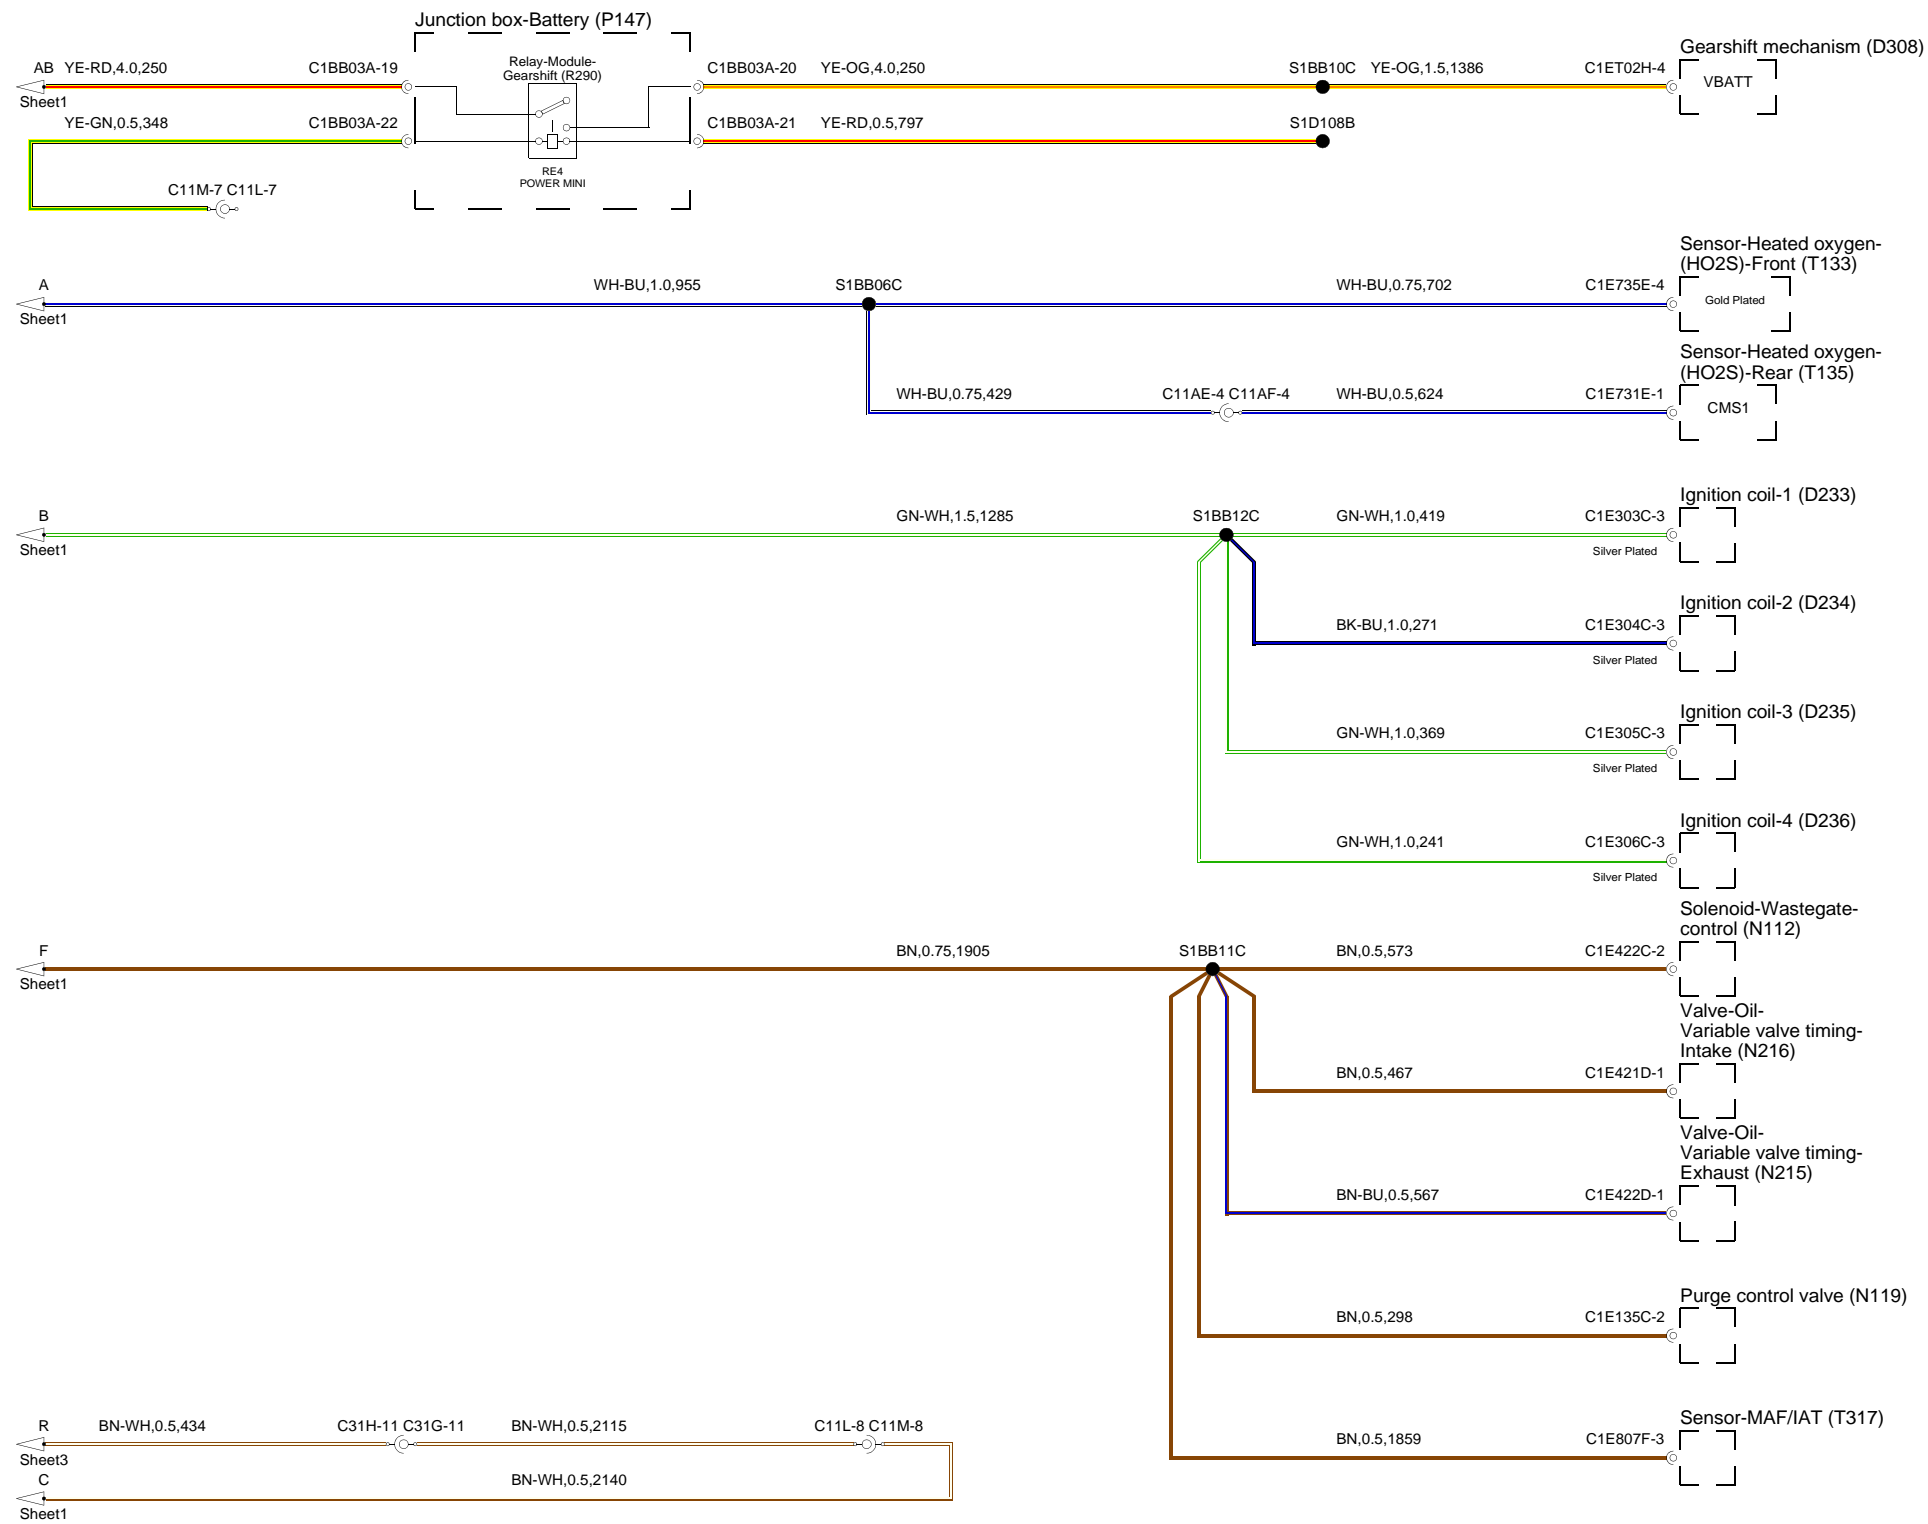 Junction box-Battery (P147)
Gearshift mechanism (D308)
AB YE-RD,4.0,250 C1BB03A-19
Relay-Module-
Gearshift (R290)
C1BB03A-20 YE-OG,4.0,250 S1BB10C YE-OG,1.5,1386 C1ET02H-4
VBATT
Sheet1
YE-GN,0.5,348 C1BB03A-22
C1BB03A-21 YE-RD,0.5,797 S1D108B
RE4
POWER MINI
C11M-7 C11L-7
Sensor-Heated oxygen-
(HO2S)-Front (T133)
A WH-BU,1.0,955 S1BB06C WH-BU,0.75,702 C1E735E-4
Gold Plated
Sheet1
Sensor-Heated oxygen-
(HO2S)-Rear (T135)
WH-BU,0.75,429 C11AE-4 C11AF-4 WH-BU,0.5,624 C1E731E-1
CMS1
Ignition coil-1 (D233)
B GN-WH,1.5,1285 S1BB12C GN-WH,1.0,419 C1E303C-3
Sheet1
Silver Plated
Ignition coil-2 (D234)
BK-BU,1.0,271 C1E304C-3
Silver Plated
Ignition coil-3 (D235)
GN-WH,1.0,369 C1E305C-3
Silver Plated
Ignition coil-4 (D236)
GN-WH,1.0,241 C1E306C-3
Silver Plated
Solenoid-Wastegate-
control (N112)
F BN,0.75,1905 S1BB11C BN,0.5,573 C1E422C-2
Sheet1
Valve-Oil-
Variable valve timing-
Intake (N216)
BN,0.5,467 C1E421D-1
Valve-Oil-
Variable valve timing-
Exhaust (N215)
BN-BU,0.5,567 C1E422D-1
Purge control valve (N119)
BN,0.5,298 C1E135C-2
Sensor-MAF/IAT (T317)
R BN-WH,0.5,434 C31H-11 C31G-11 BN-WH,0.5,2115 C11L-8 C11M-8
BN,0.5,1859 C1E807F-3
Sheet3
C BN-WH,0.5,2140
Sheet1